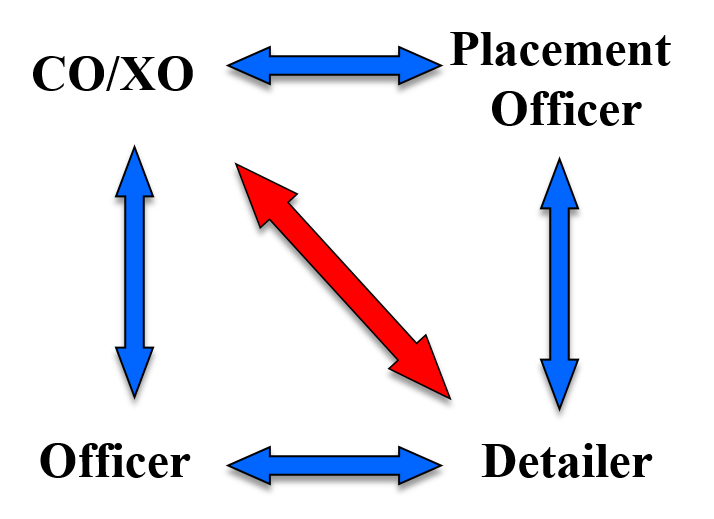 CO/XO
Placement
Officer
Officer
Detailer